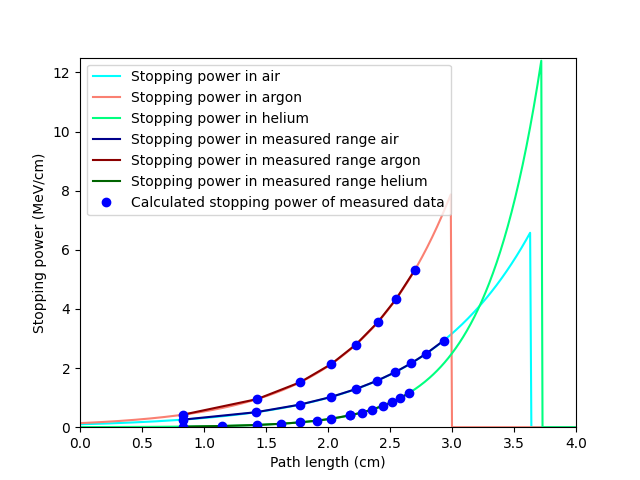 Stopping power in air
Stopping power in argon
Stopping power in helium
Stopping power in measured range air
Stopping power in measured range argon
Stopping power in measured range helium
Calculated stopping power of measured data
Stopping power (MeV/cm)
12
10
8
6
4
2
0
0.0 0.5 1.0 1.5 2.0 2.5 3.0 3.5 4.0
Path length (cm)